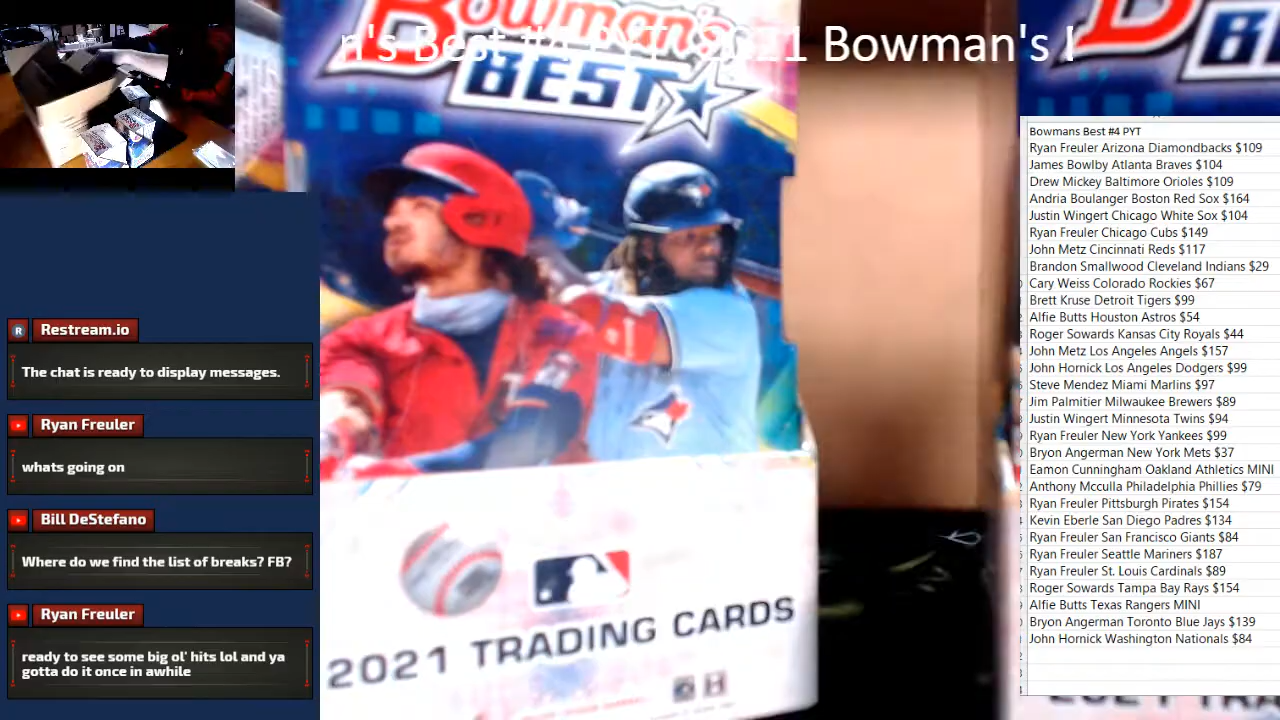 n's Best #4 PYT 2021 Bowman's
Bowman's
BEST
2021 TRADING CARDS
Restream.io
The chat is ready to display messages.
Ryan Freuler
whats going on
Bill DeStefano
Where do we find the list of breaks? FB?
Ryan Freuler
ready to see some big ol' hits lol and ya
gotta do it once in awhile
Bowmans Best #4 PYT
Ryan Freuler Arizona Diamondbacks $109
James Bowlby Atlanta Braves $104
Drew Mickey Baltimore Orioles $109
Andria Boulanger Boston Red Sox $164
Justin Wingert Chicago White Sox $104
Ryan Freuler Chicago Cubs $149
John Metz Cincinnati Reds $117
Brandon Smallwood Cleveland Indians $29
Cary Weiss Colorado Rockies $67
Brett Kruse Detroit Tigers $99
Alfie Butts Houston Astros $54
Roger Sowards Kansas City Royals $44
John Metz Los Angeles Angels $157
John Hornick Los Angeles Dodgers $99
Steve Mendez Miami Marlins $97
Jim Palmitier Milwaukee Brewers $89
Justin Wingert Minnesota Twins $94
Ryan Freuler New York Yankees $99
Bryon Angerman New York Mets $37
Eamon Cunningham Oakland Athletics MINI
Anthony Mcculla Philadelphia Phillies $79
Ryan Freuler Pittsburgh Pirates $154
Kevin Eberle San Diego Padres $134
Ryan Freuler San Francisco Giants $84
Ryan Freuler Seattle Mariners $187
Ryan Freuler St. Louis Cardinals $89
Roger Sowards Tampa Bay Rays $154
Alfie Butts Texas Rangers MINI
Bryon Angerman Toronto Blue Jays $139
John Hornick Washington Nationals $84